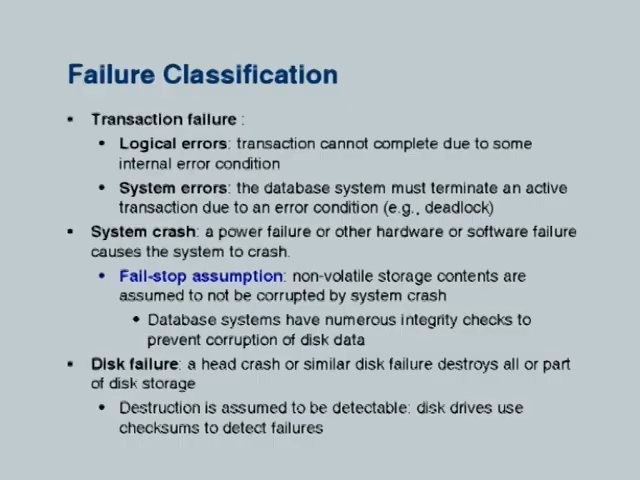 Failure Classification
• Transaction failure :
• Logical errors: transaction cannot complete due to some
internal error condition
• System errors: the database system must terminate an active
transaction due to an error condition (e.g., deadlock)
• System crash: a power failure or other hardware or software failure
causes the system to crash.
• Fail-stop assumption: non-volatile storage contents are
assumed to not be corrupted by system crash
• Database systems have numerous integrity checks to
prevent corruption of disk data
• Disk failure: a head crash or similar disk failure destroys all or part
of disk storage
• Destruction is assumed to be detectable: disk drives use
checksums to detect failures